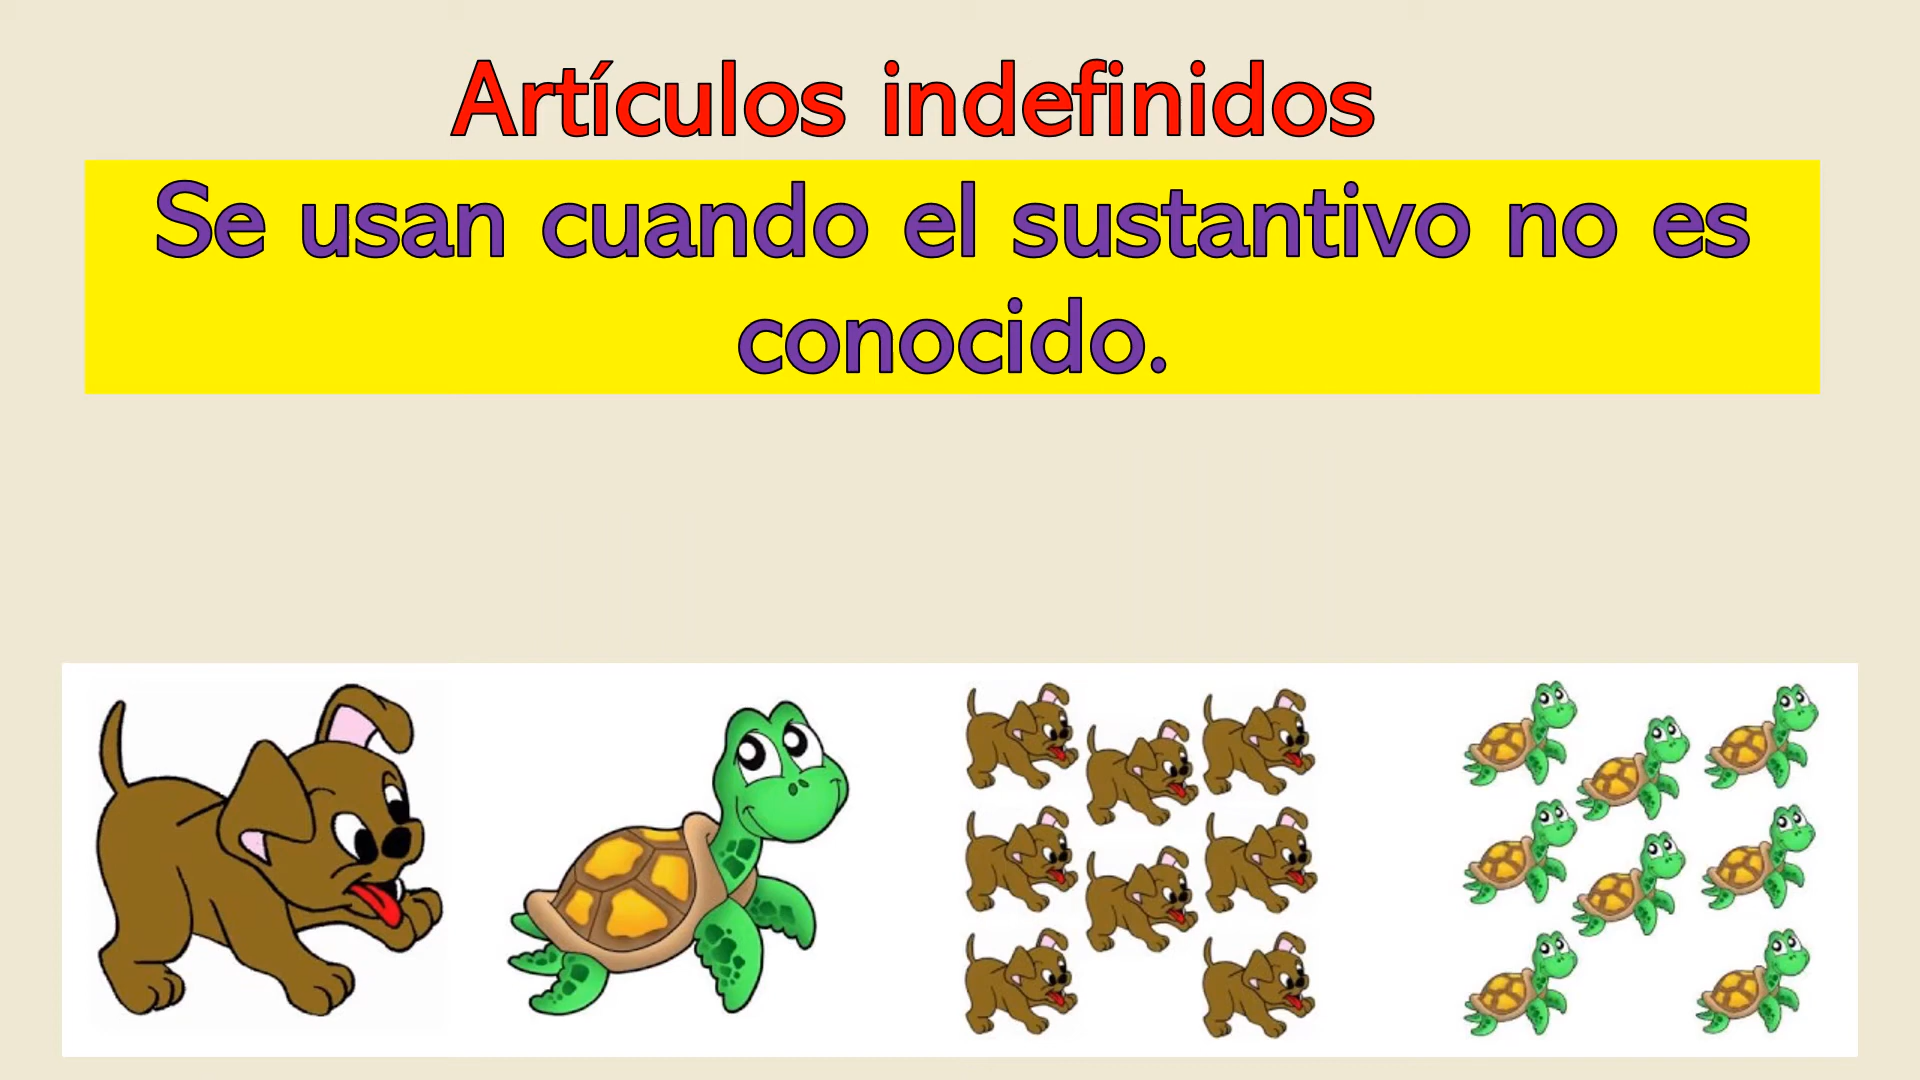 Artículos indefinidos
Se usan cuando el sustantivo no es
conocido.